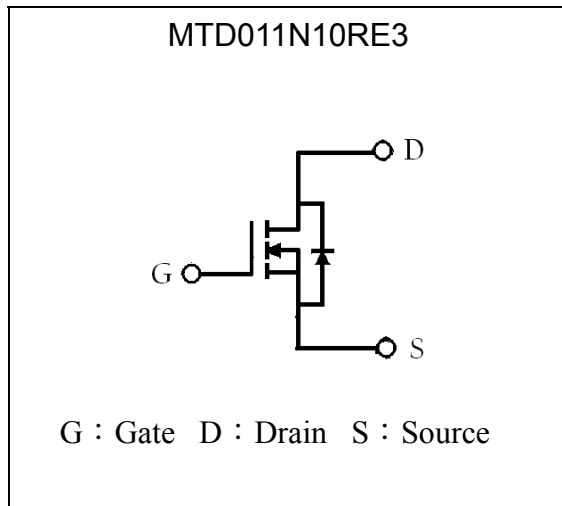 MTD011N10RE3
D
G
S
G：Gate D：Drain S：Source